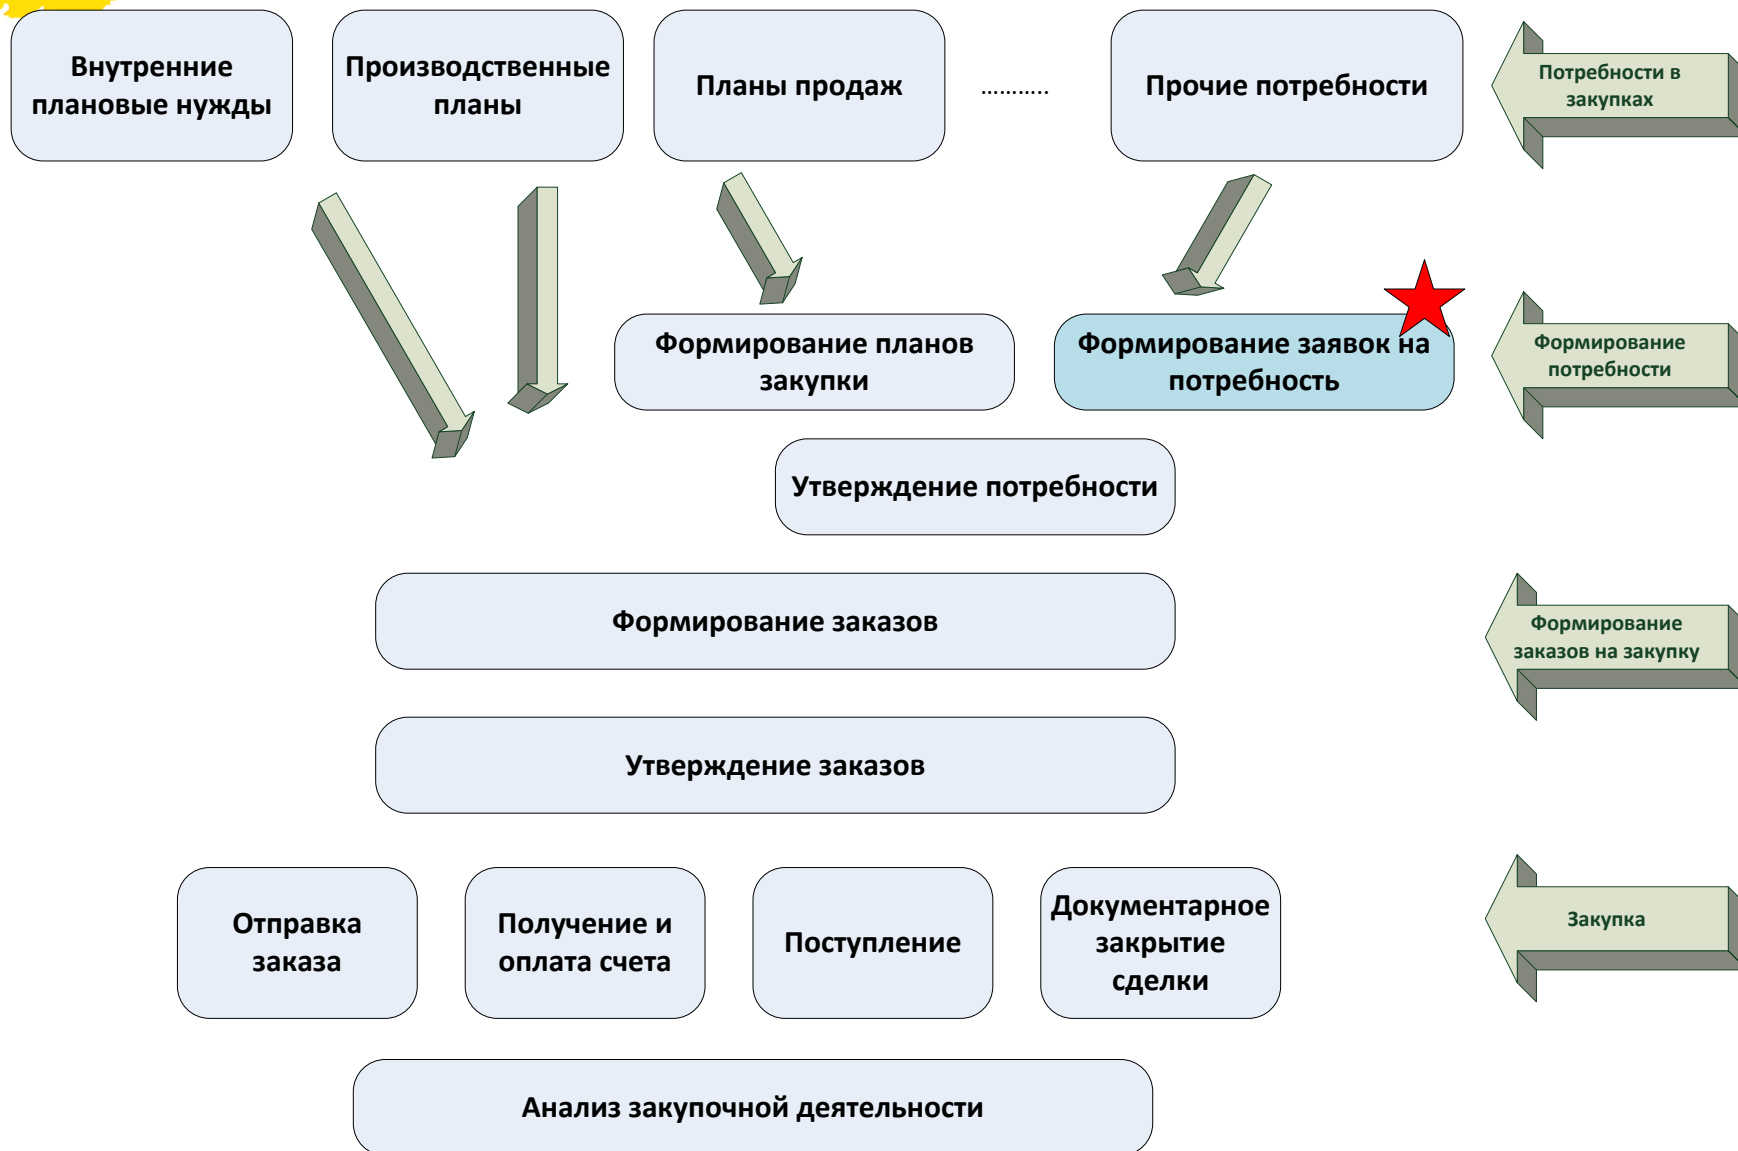 Внутренние
плановые нужды
Производственные
планы
Планы продаж
...........
Прочие потребности
Потребности в
закупках
Формирование планов
закупки
Формирование заявок на
потребность
Формирование
потребности
Утверждение потребности
Формирование заказов
Формирование
заказов на закупку
Утверждение заказов
Отправка
заказа
Получение и
оплата счета
Поступление
Документарное
закрытие
сделки
Закупка
Анализ закупочной деятельности